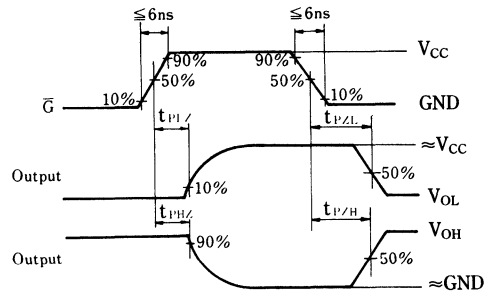 ≦6ns ≦6ns
90% 90% V_CC
50% 50%
G̅ 10% 10% GND
t_PLZ t_PZL
≈V_CC
Output 10% 50%
V_OL
t_PHZ t_PZH V_OH
Output 90% 50%
≈GND